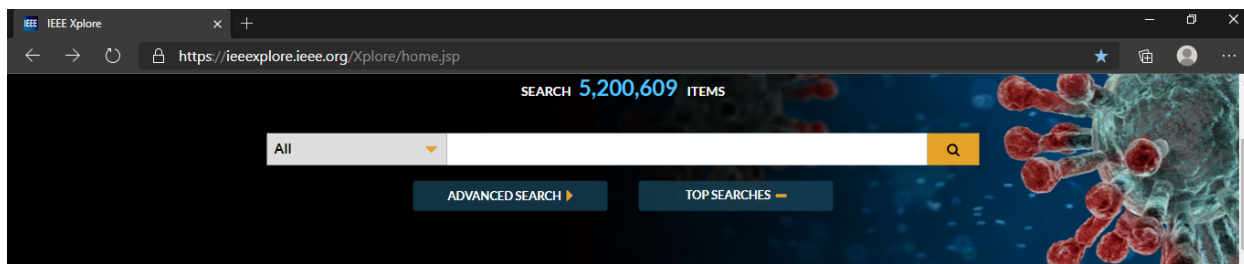 IEEE IEEE Xplore
https://ieeexplore.ieee.org/Xplore/home.jsp
SEARCH 5,200,609 ITEMS
All
ADVANCED SEARCH TOP SEARCHES